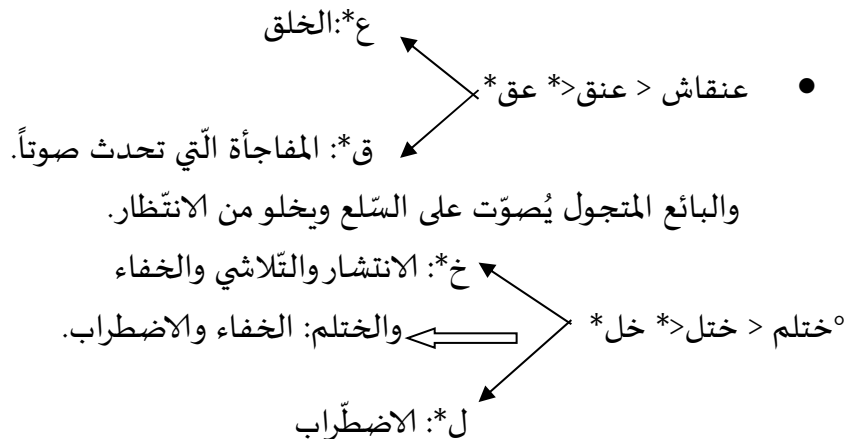 ع*:الخلق
● عنقاش < عنق<* عق*
ق*: المفاجأة الّتي تحدث صوتاً.
والبائع المتجول يُصوّت على السّلع ويخلو من الانتّظار.
خ*: الانتشار والتّلاشي والخفاء
°ختلم < ختل<* خل* والختلم: الخفاء والاضطراب.
ل*: الاضطّراب